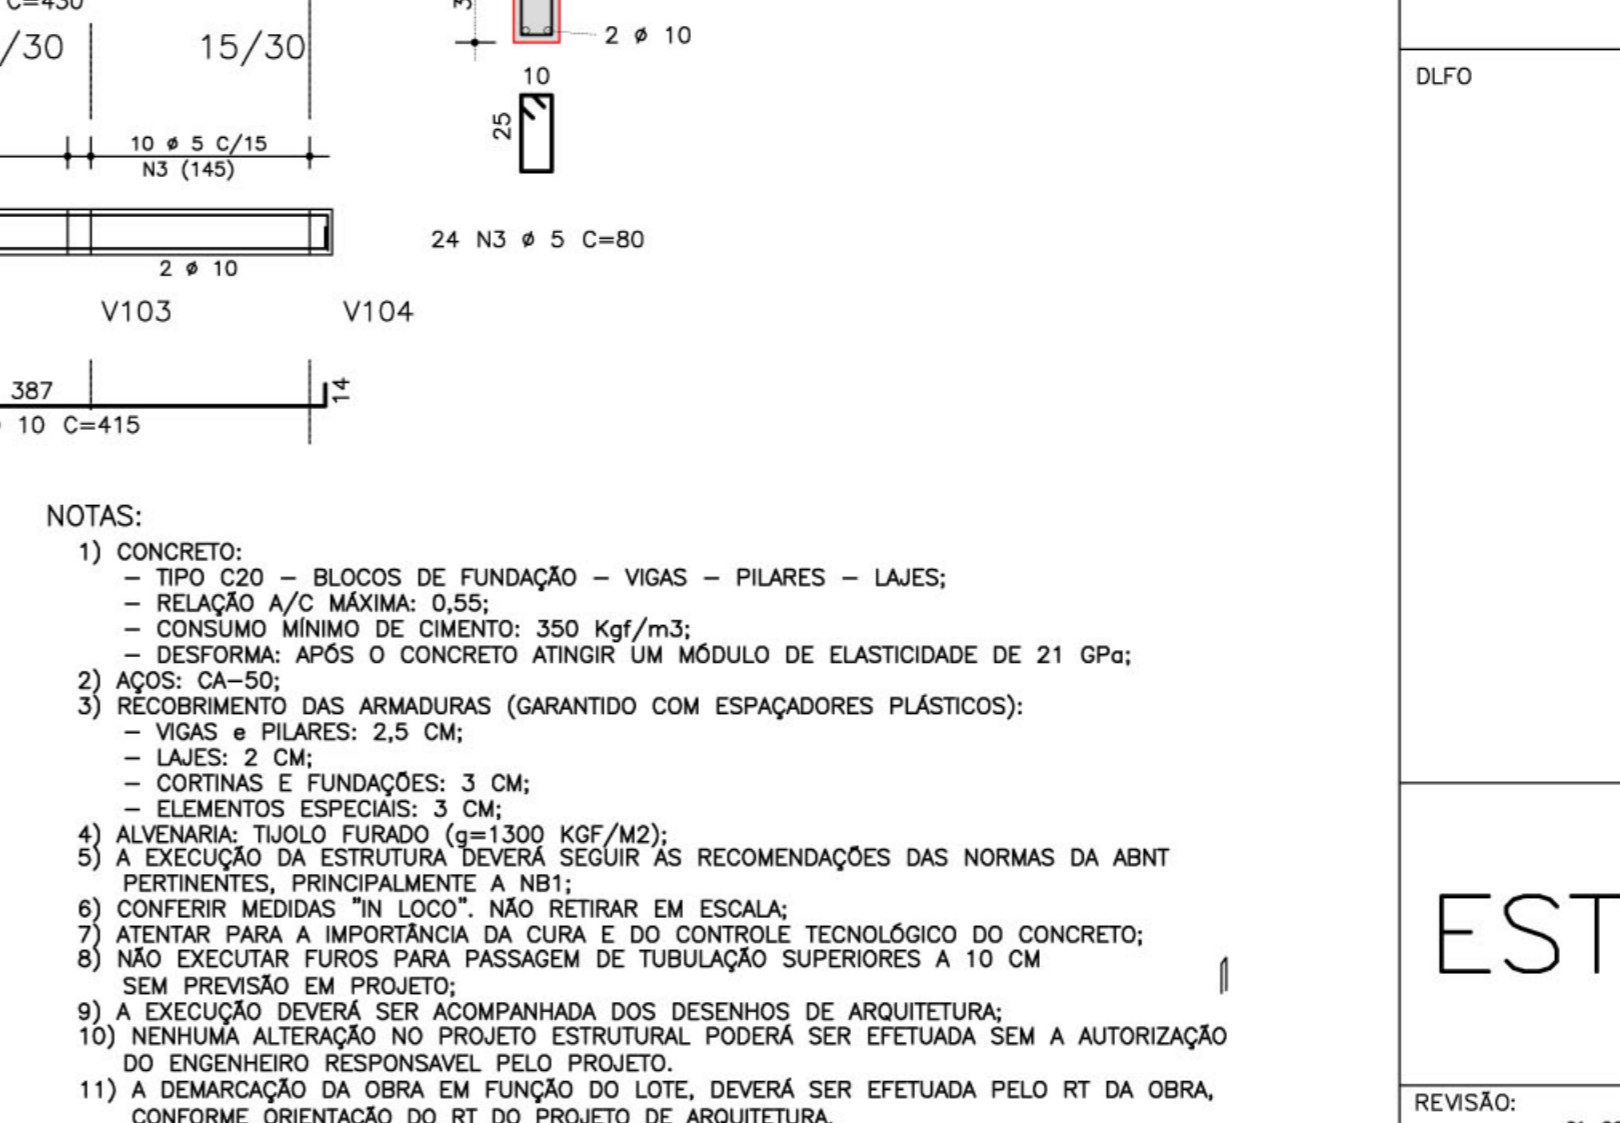 C=430
/30
15/30
2 ø 10
10
25
10 ø 5 C/15
N3 (145)
24 N3 ø 5 C=80
2 ø 10
V103
V104
387
14
10 C=415
DLFO
NOTAS:
1) CONCRETO:
– TIPO C20 – BLOCOS DE FUNDAÇÃO – VIGAS – PILARES – LAJES;
– RELAÇÃO A/C MÁXIMA: 0,55;
– CONSUMO MÍNIMO DE CIMENTO: 350 Kgf/m3;
– DESFORMA: APÓS O CONCRETO ATINGIR UM MÓDULO DE ELASTICIDADE DE 21 GPa;
2) AÇOS: CA–50;
3) RECOBRIMENTO DAS ARMADURAS (GARANTIDO COM ESPAÇADORES PLÁSTICOS):
– VIGAS e PILARES: 2,5 CM;
– LAJES: 2 CM;
– CORTINAS E FUNDAÇÕES: 3 CM;
– ELEMENTOS ESPECIAIS: 3 CM;
4) ALVENARIA: TIJOLO FURADO (g=1300 KGF/M2);
5) A EXECUÇÃO DA ESTRUTURA DEVERÁ SEGUIR AS RECOMENDAÇÕES DAS NORMAS DA ABNT
PERTINENTES, PRINCIPALMENTE A NB1;
6) CONFERIR MEDIDAS "IN LOCO". NÃO RETIRAR EM ESCALA;
7) ATENTAR PARA A IMPORTÂNCIA DA CURA E DO CONTROLE TECNOLÓGICO DO CONCRETO;
8) NÃO EXECUTAR FUROS PARA PASSAGEM DE TUBULAÇÃO SUPERIORES A 10 CM
SEM PREVISÃO EM PROJETO;
9) A EXECUÇÃO DEVERÁ SER ACOMPANHADA DOS DESENHOS DE ARQUITETURA;
10) NENHUMA ALTERAÇÃO NO PROJETO ESTRUTURAL PODERÁ SER EFETUADA SEM A AUTORIZAÇÃO
DO ENGENHEIRO RESPONSAVEL PELO PROJETO.
11) A DEMARCAÇÃO DA OBRA EM FUNÇÃO DO LOTE, DEVERÁ SER EFETUADA PELO RT DA OBRA,
CONFORME ORIENTAÇÃO DO RT DO PROJETO DE ARQUITETURA.
EST
REVISÃO: